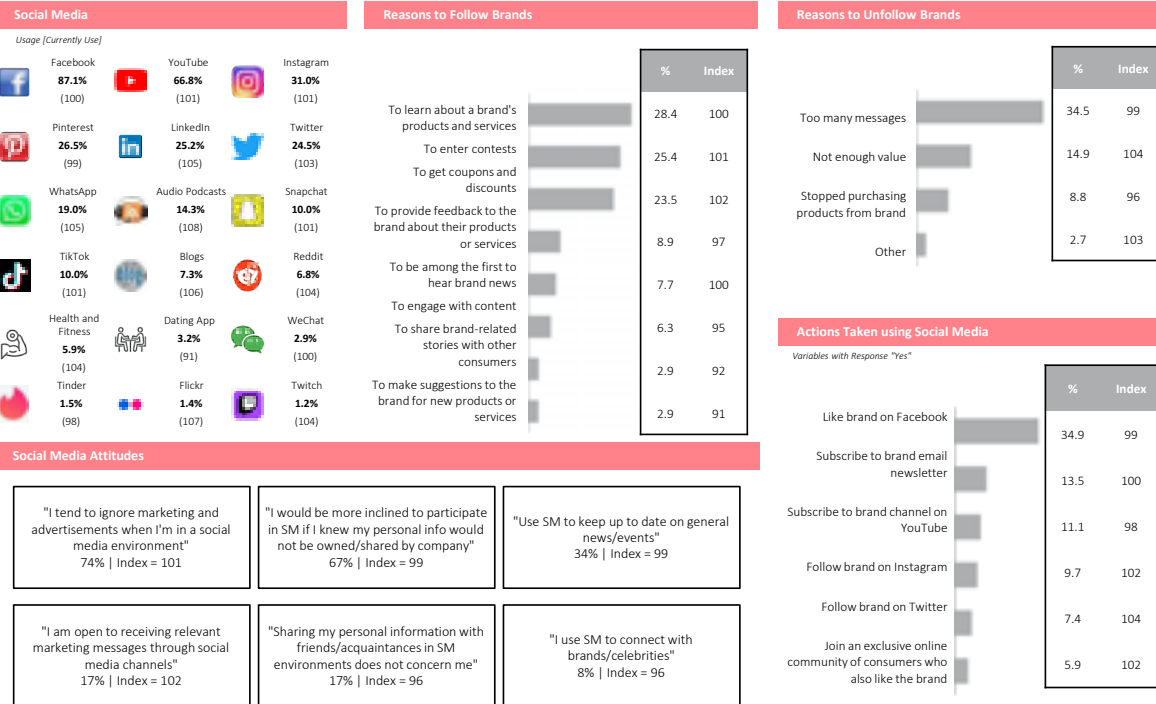 Social Media
Usage [Currently Use]
Facebook
87.1%
(100)
YouTube
66.8%
(101)
Instagram
31.0%
(101)
Pinterest
26.5%
(99)
LinkedIn
25.2%
(105)
Twitter
24.5%
(103)
WhatsApp
19.0%
(105)
Audio Podcasts
14.3%
(108)
Snapchat
10.0%
(101)
TikTok
10.0%
(101)
Blogs
7.3%
(106)
Reddit
6.8%
(104)
Health and
Fitness
5.9%
(104)
Dating App
3.2%
(91)
WeChat
2.9%
(100)
Tinder
1.5%
(98)
Flickr
1.4%
(107)
Twitch
1.2%
(104)
Reasons to Follow Brands
% Index
To learn about a brand's
products and services
28.4 100
To enter contests
25.4 101
To get coupons and
discounts
23.5 102
To provide feedback to the
brand about their products
or services
8.9 97
To be among the first to
hear brand news
7.7 100
To engage with content
6.3 95
To share brand-related
stories with other
consumers
2.9 92
To make suggestions to the
brand for new products or
services
2.9 91
Reasons to Unfollow Brands
% Index
Too many messages
34.5 99
Not enough value
14.9 104
Stopped purchasing
products from brand
8.8 96
Other
2.7 103
Actions Taken using Social Media
Variables with Response "Yes"
% Index
Like brand on Facebook
34.9 99
Subscribe to brand email
newsletter
13.5 100
Subscribe to brand channel on
YouTube
11.1 98
Follow brand on Instagram
9.7 102
Follow brand on Twitter
7.4 104
Join an exclusive online
community of consumers who
also like the brand
5.9 102
Social Media Attitudes
"I tend to ignore marketing and
advertisements when I'm in a social
media environment"
74% | Index = 101
"I would be more inclined to participate
in SM if I knew my personal info would
not be owned/shared by company"
67% | Index = 99
"Use SM to keep up to date on general
news/events"
34% | Index = 99
"I am open to receiving relevant
marketing messages through social
media channels"
17% | Index = 102
"Sharing my personal information with
friends/acquaintances in SM
environments does not concern me"
17% | Index = 96
"I use SM to connect with
brands/celebrities"
8% | Index = 96